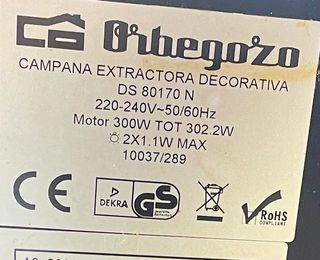 Orbegozo
CAMPANA EXTRACTORA DECORATIVA
DS 80170 N
220-240V~50/60Hz
Motor 300W TOT 302.2W
2X1.1W MAX
10037/289
CE DEKRA GS RoHS
COMPLIANT